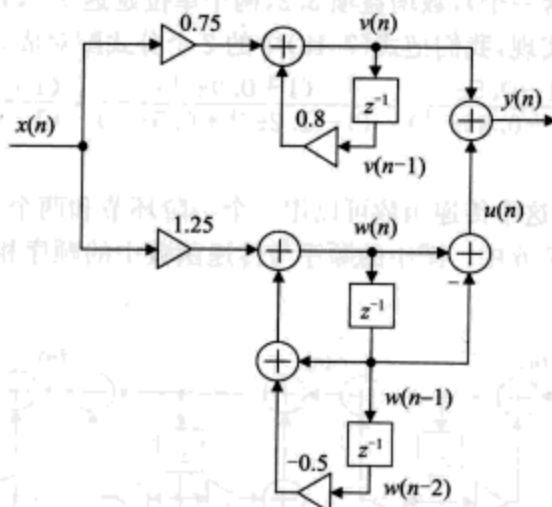 0.75
v(n)
z⁻¹
y(n)
0.8
x(n)
v(n−1)
u(n)
1.25
w(n)
−
z⁻¹
w(n−1)
z⁻¹
−0.5
w(n−2)